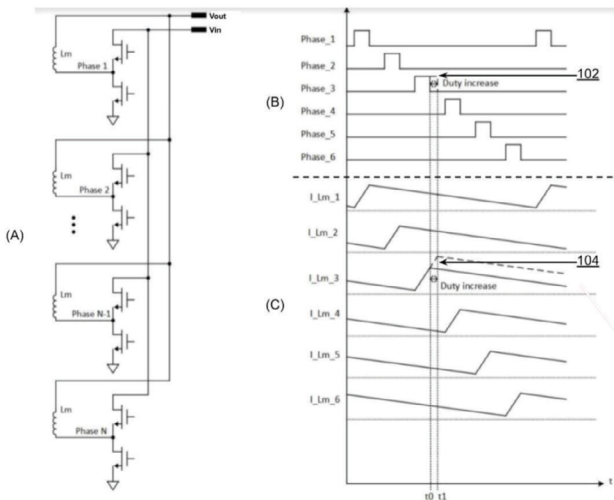 Vout
Vin
Lm
Phase 1
Lm
Phase 2
(A)
Lm
Phase N-1
Lm
Phase N
Phase_1
Phase_2
102
Phase_3
Duty increase
(B)
Phase_4
Phase_5
Phase_6
I_Lm_1
I_Lm_2
104
I_Lm_3
Duty increase
(C)
I_Lm_4
I_Lm_5
I_Lm_6
t
t0 t1